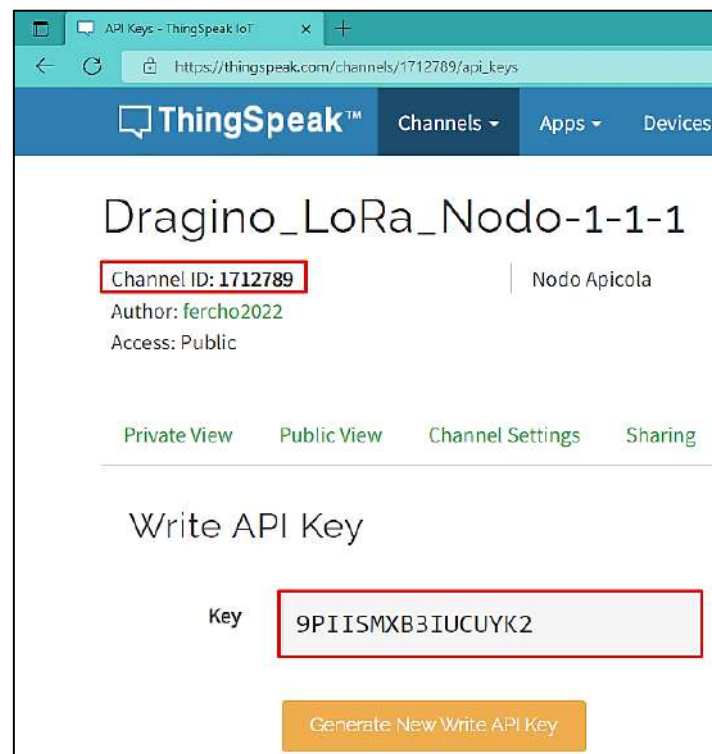 API Keys - ThingSpeak IoT
https://thingspeak.com/channels/1712789/api_keys
ThingSpeak™ Channels Apps Devices
Dragino_LoRa_Nodo-1-1-1
Channel ID: 1712789 Nodo Apicola
Author: fercho2022
Access: Public
Private View Public View Channel Settings Sharing
Write API Key
Key 9PIISMXB3IUCUYK2
Generate New Write API Key